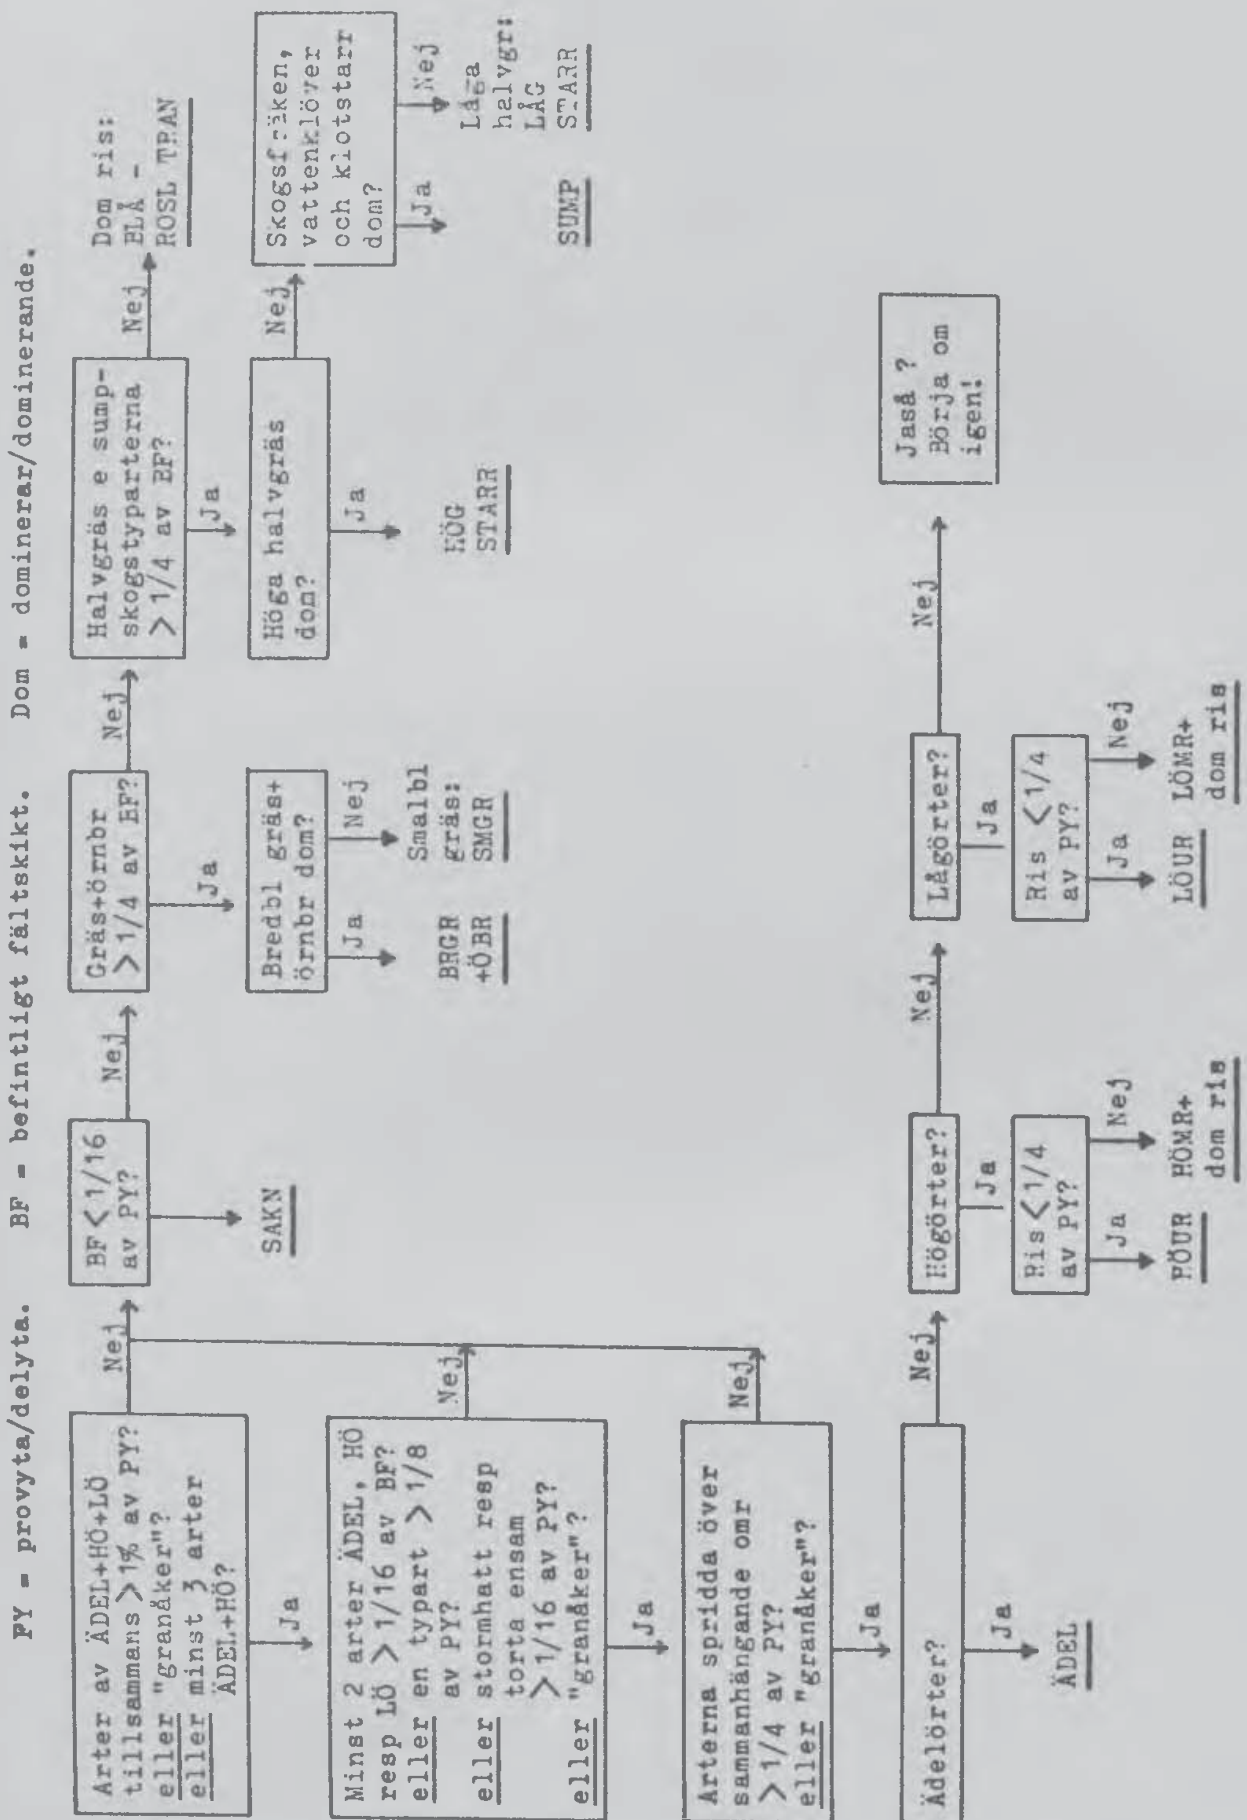 PY = provyta/delyta. BF = befintligt fältskikt. Dom = dominerar/dominerande.
Arter av ÄDEL+HÖ+LÖ
tillsammans >1% av PY?
eller "granåker"?
eller minst 3 arter
ÄDEL+HÖ?
Nej
Ja
BF < 1/16
av PY?
Nej
SAKN
Gräs+örnbr
> 1/4 av BF?
Nej
Ja
Bredbl gräs+
örnbr dom?
Ja
Nej
BRGR
+ÖBR
Smalbl
gräs:
SMGR
Halvgräs e sump-
skogstyparterna
> 1/4 av BF?
Nej
Ja
Dom ris:
BLÅ -
ROSL TRAN
Höga halvgräs
dom?
Nej
Ja
HÖG
STARR
Skogsfräken,
vattenklöver
och klotstarr
dom?
Ja
Nej
SUMP
Låga
halvgr:
LÅG
STARR
Minst 2 arter ÄDEL, HÖ
resp LÖ > 1/16 av BF?
eller en typart > 1/8
av PY?
eller stormhatt resp
torta ensam
> 1/16 av PY?
eller "granåker"?
Nej
Ja
Arterna spridda över
sammanhängande omr
> 1/4 av PY?
eller "granåker"?
Nej
Ja
Ädelörter?
Nej
Ja
ÄDEL
Högörter?
Nej
Ja
Ris < 1/4
av PY?
Ja
Nej
HÖUR
HÖMR+
dom ris
Lågörter?
Nej
Ja
Ris < 1/4
av PY?
Ja
Nej
LÖUR
LÖMR+
dom ris
Jaså ?
Börja om
igen!